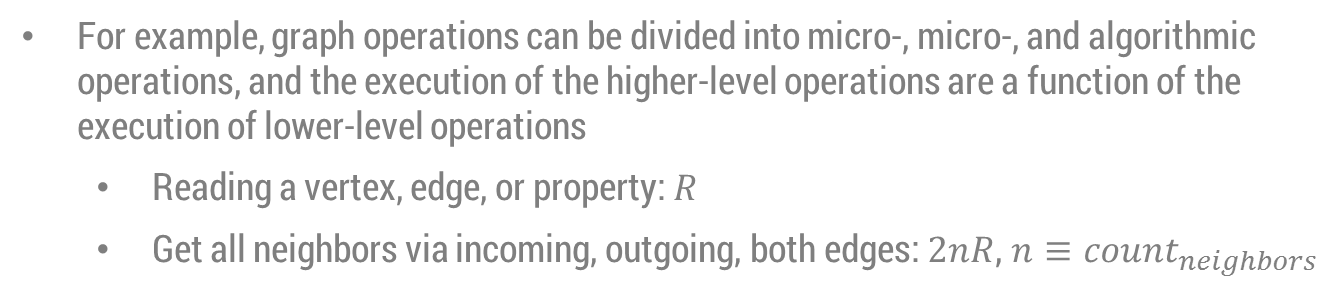 • For example, graph operations can be divided into micro-, micro-, and algorithmic
operations, and the execution of the higher-level operations are a function of the
execution of lower-level operations
• Reading a vertex, edge, or property: R
• Get all neighbors via incoming, outgoing, both edges: 2nR, n ≡ count_{neighbors}